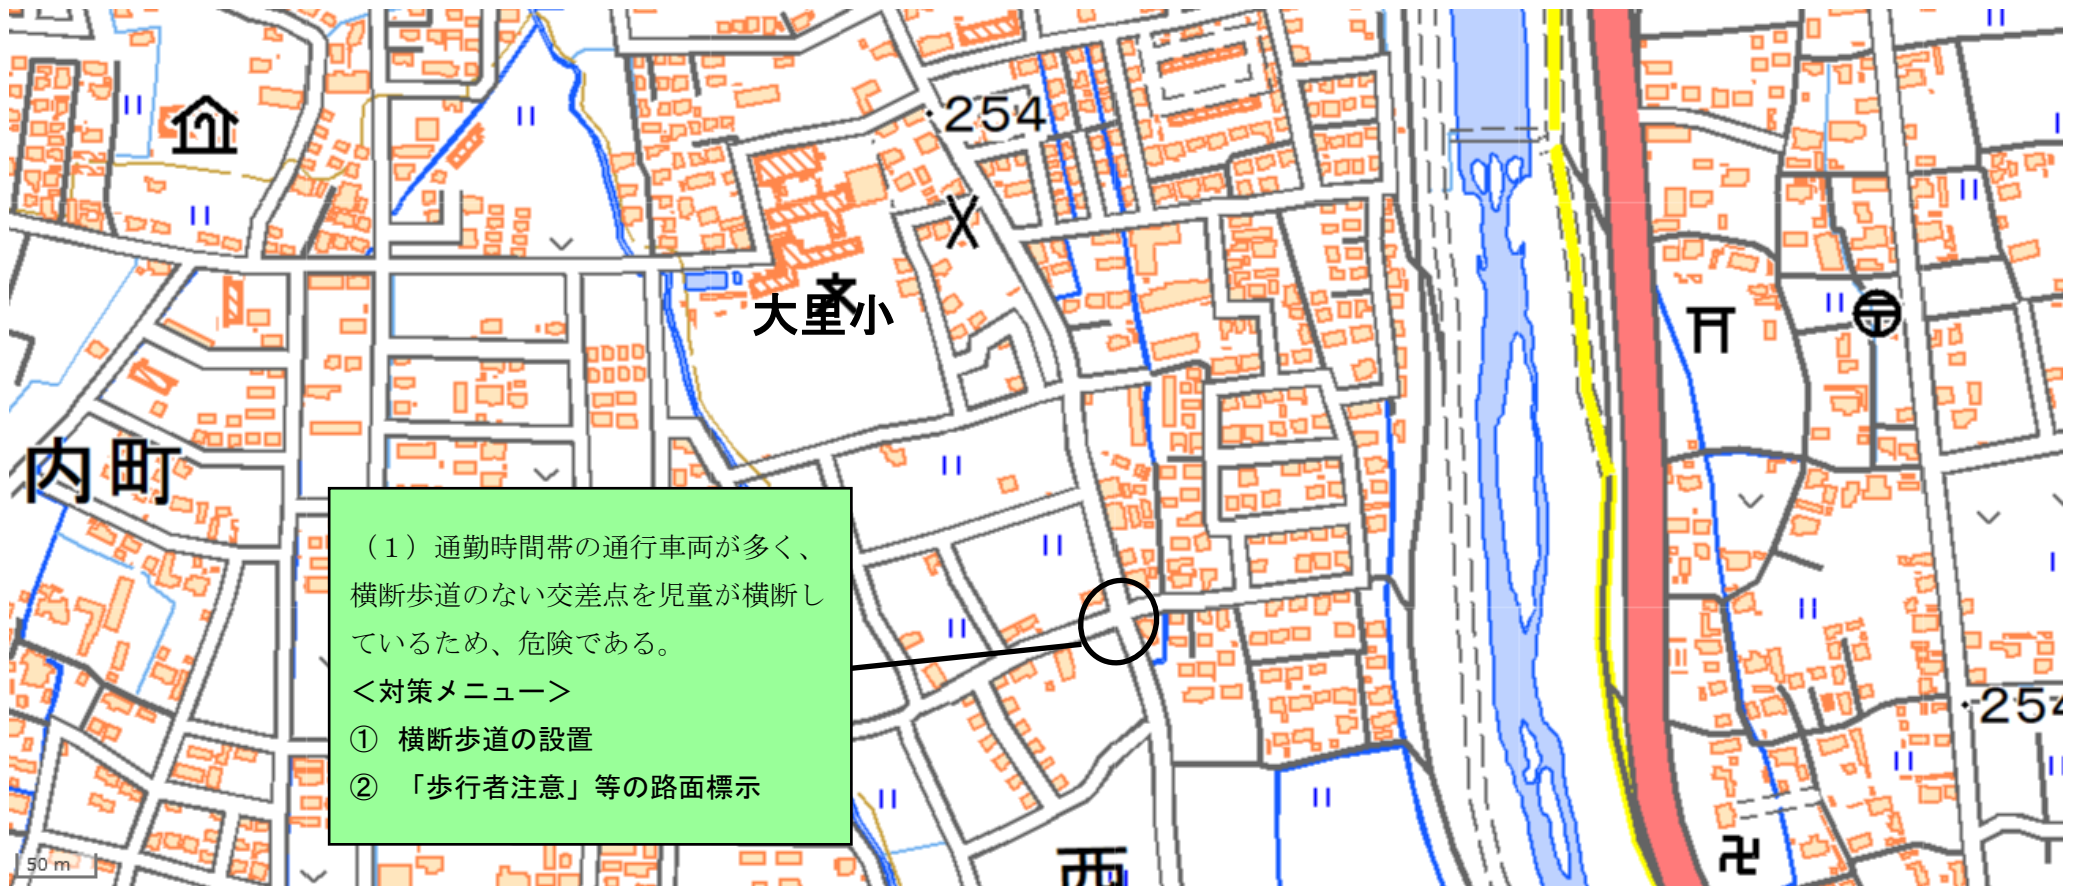 254
大里小
内町
（１）通勤時間帯の通行車両が多く、
横断歩道のない交差点を児童が横断し
ているため、危険である。
＜対策メニュー＞
① 横断歩道の設置
② 「歩行者注意」等の路面標示
254
西
50 m